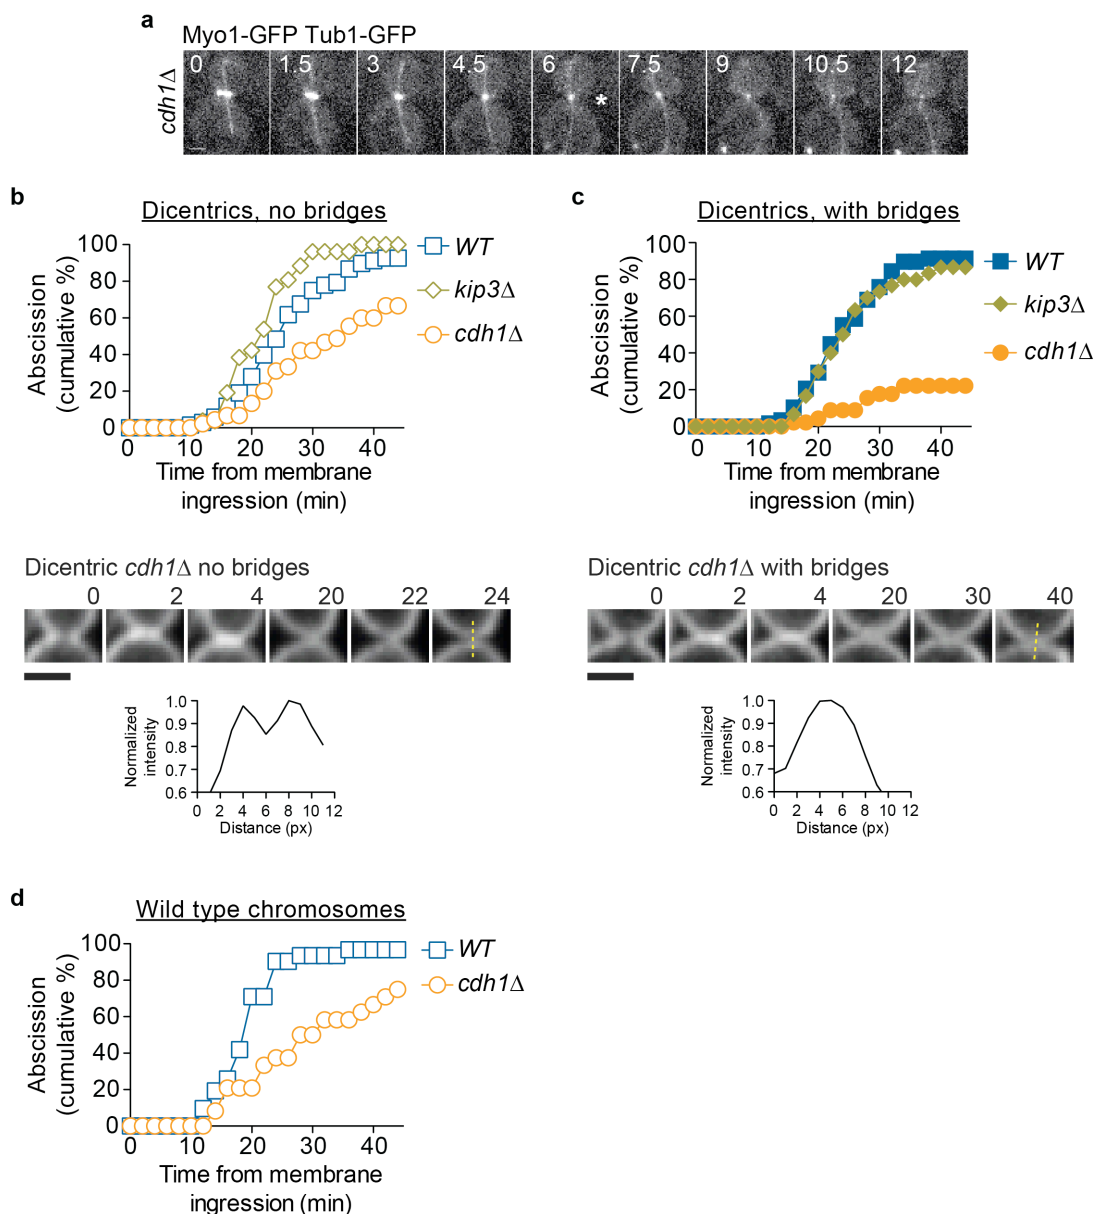 a
Myo1-GFP Tub1-GFP
cdh1Δ
0 1.5 3 4.5 6 7.5 9 10.5 12
*
b
Dicentrics, no bridges
Abscission
(cumulative %)
100
80
60
40
20
0
0 10 20 30 40
Time from membrane
ingression (min)
WT
kip3Δ
cdh1Δ
c
Dicentrics, with bridges
Abscission
(cumulative %)
100
80
60
40
20
0
0 10 20 30 40
Time from membrane
ingression (min)
WT
kip3Δ
cdh1Δ
Dicentric cdh1Δ no bridges
0 2 4 20 22 24
Normalized
intensity
1.0
0.9
0.8
0.7
0.6
0 2 4 6 8 10 12
Distance (px)
Dicentric cdh1Δ with bridges
0 2 4 20 30 40
Normalized
intensity
1.0
0.9
0.8
0.7
0.6
0 2 4 6 8 10 12
Distance (px)
d
Wild type chromosomes
Abscission
(cumulative %)
100
80
60
40
20
0
0 10 20 30 40
Time from membrane
ingression (min)
WT
cdh1Δ